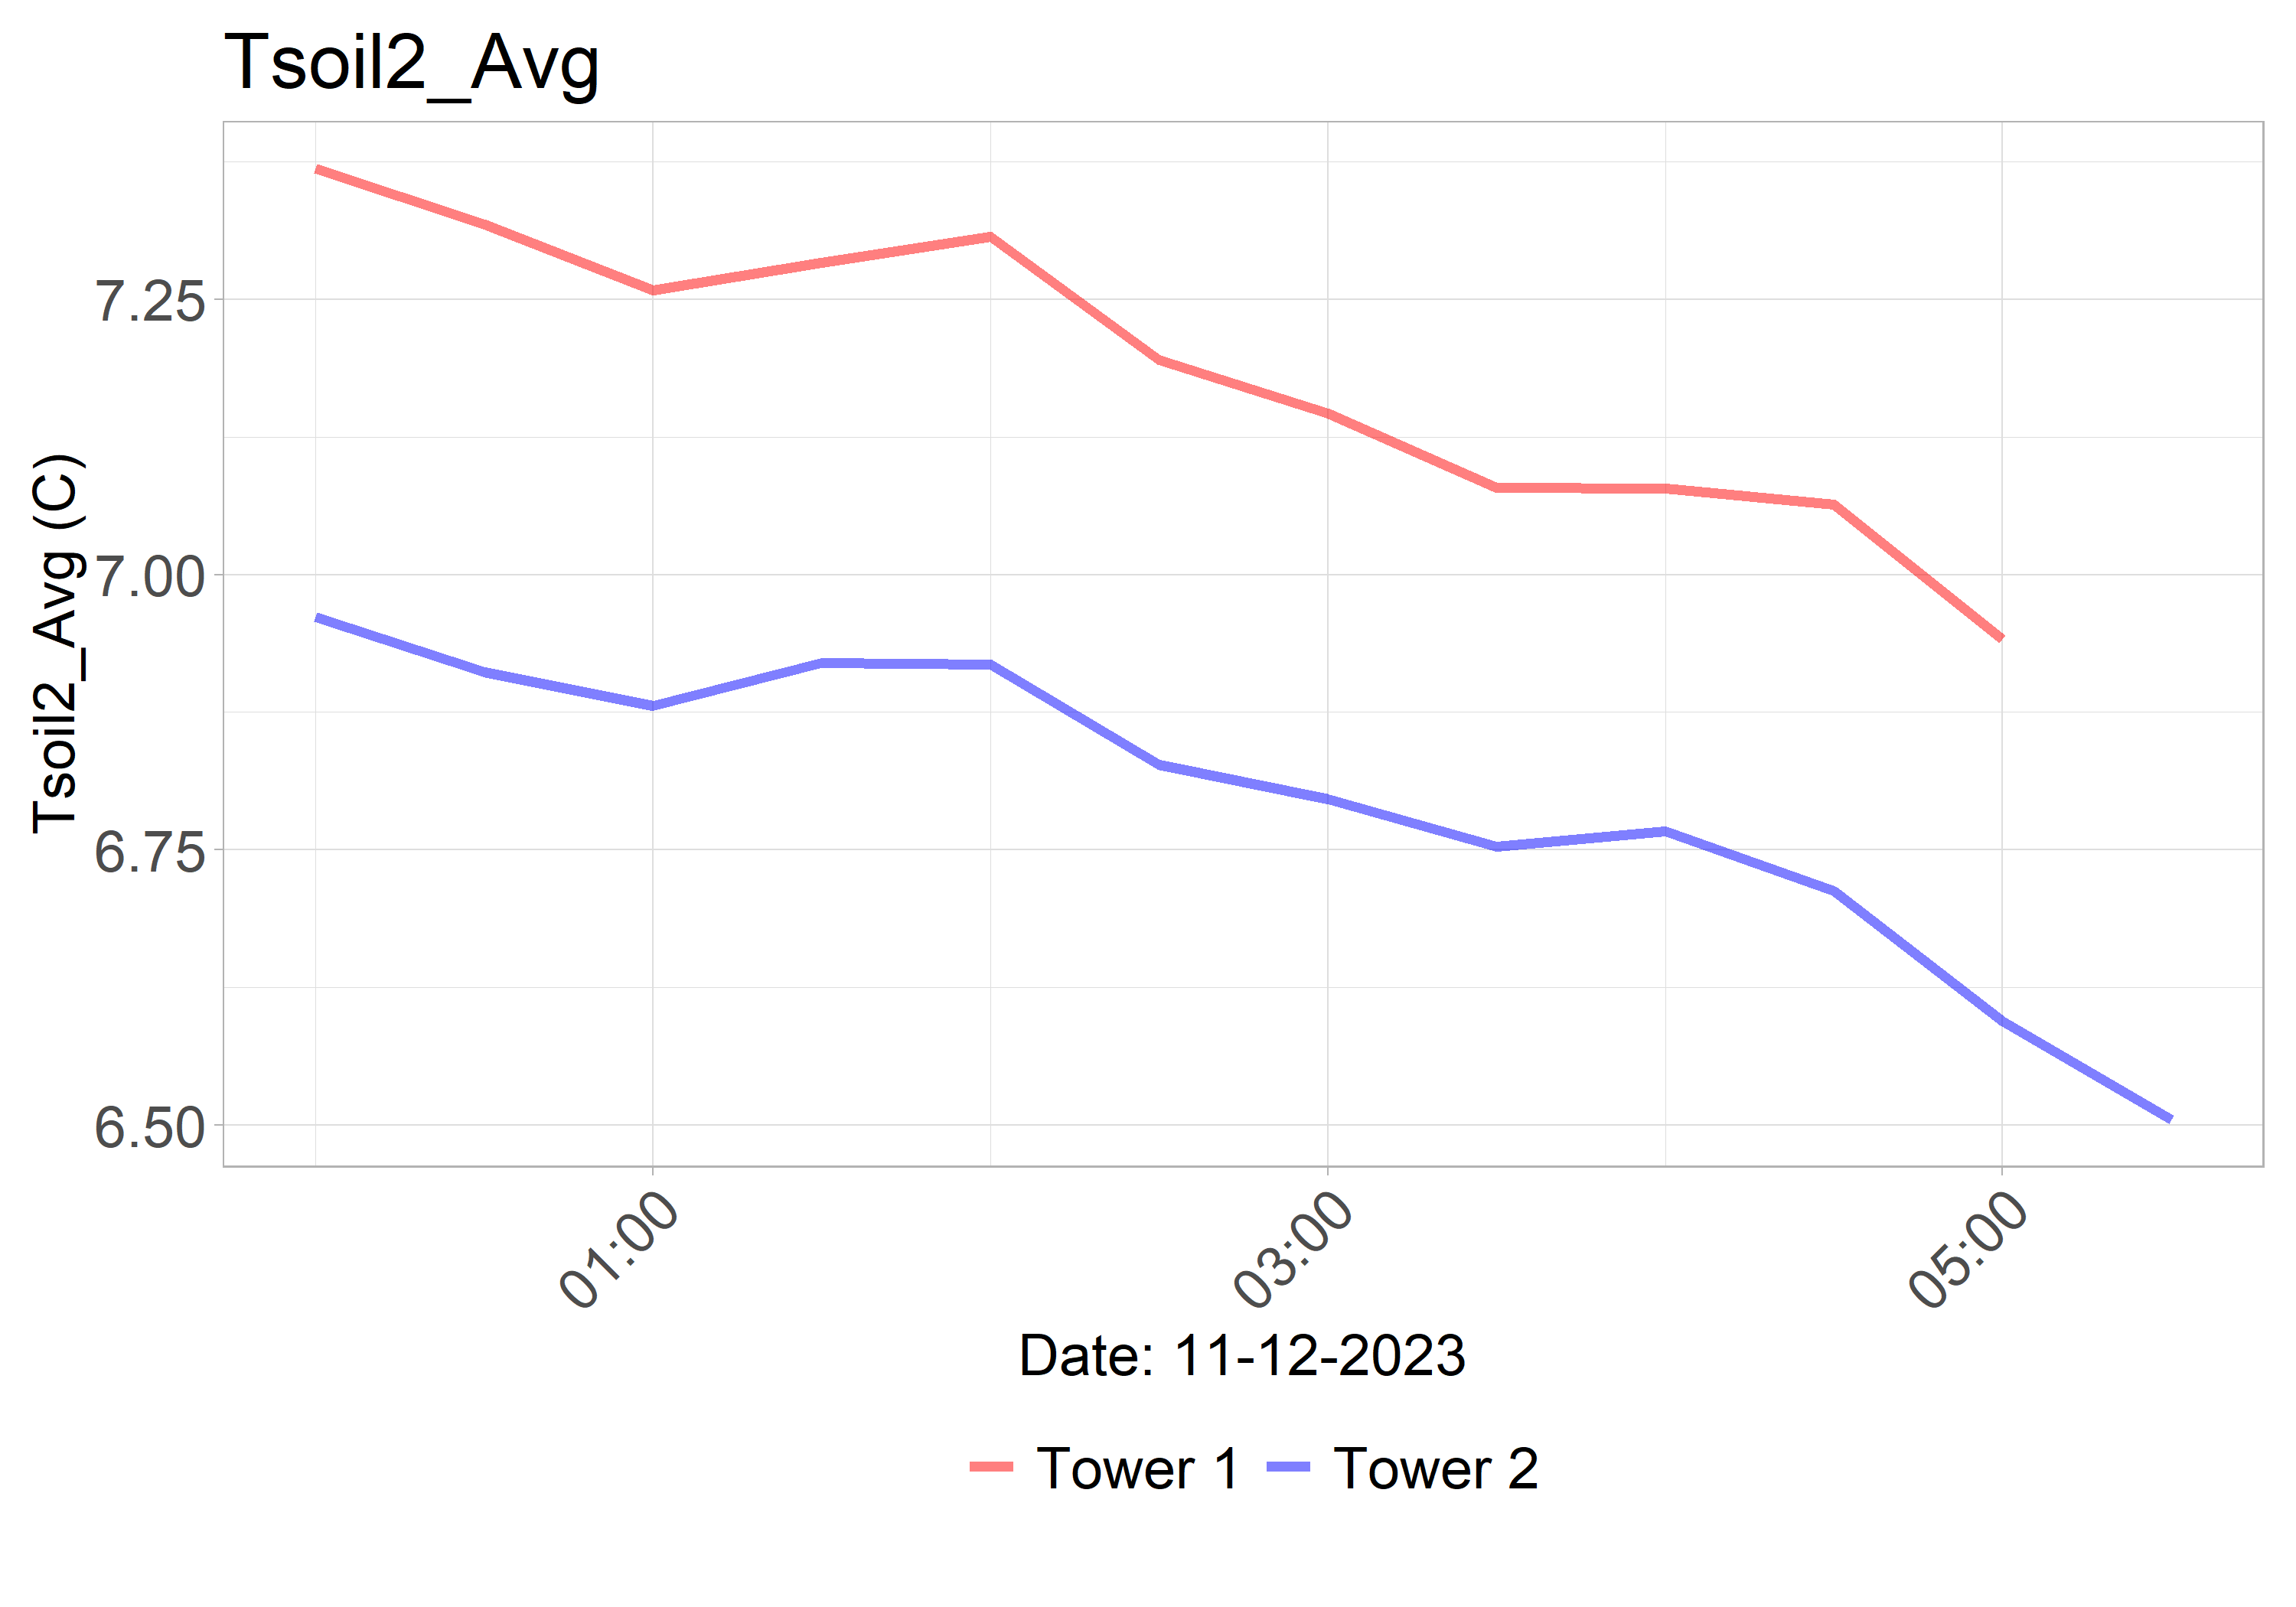 Tsoil2_Avg
Tsoil2_Avg (C)
7.25
7.00
6.75
6.50
01:00
03:00
05:00
Date: 11-12-2023
Tower 1
Tower 2